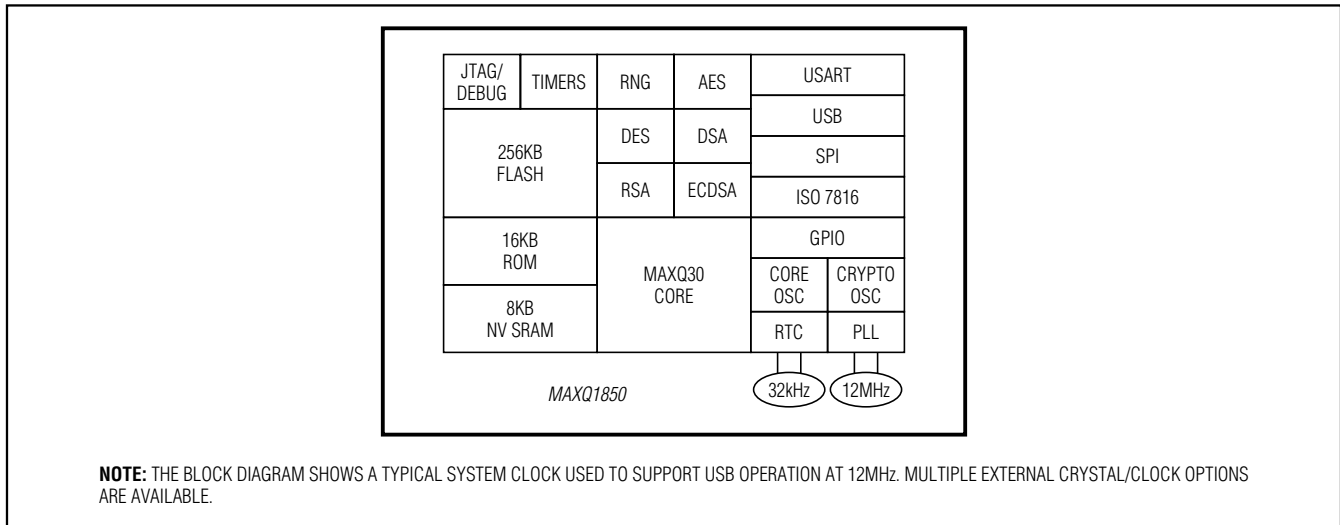 JTAG/
DEBUG
TIMERS
RNG
AES
USART
USB
256KB
FLASH
DES
DSA
SPI
RSA
ECDSA
ISO 7816
16KB
ROM
MAXQ30
CORE
GPIO
CORE
OSC
CRYPTO
OSC
8KB
NV SRAM
RTC
PLL
MAXQ1850
32kHz
12MHz
NOTE: THE BLOCK DIAGRAM SHOWS A TYPICAL SYSTEM CLOCK USED TO SUPPORT USB OPERATION AT 12MHz. MULTIPLE EXTERNAL CRYSTAL/CLOCK OPTIONS
ARE AVAILABLE.